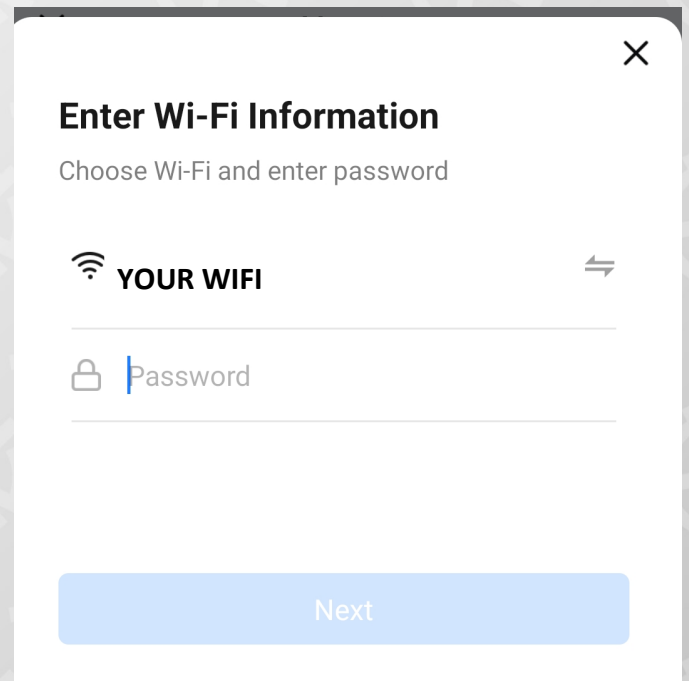 Enter Wi-Fi Information
Choose Wi-Fi and enter password
YOUR WIFI
Password
Next